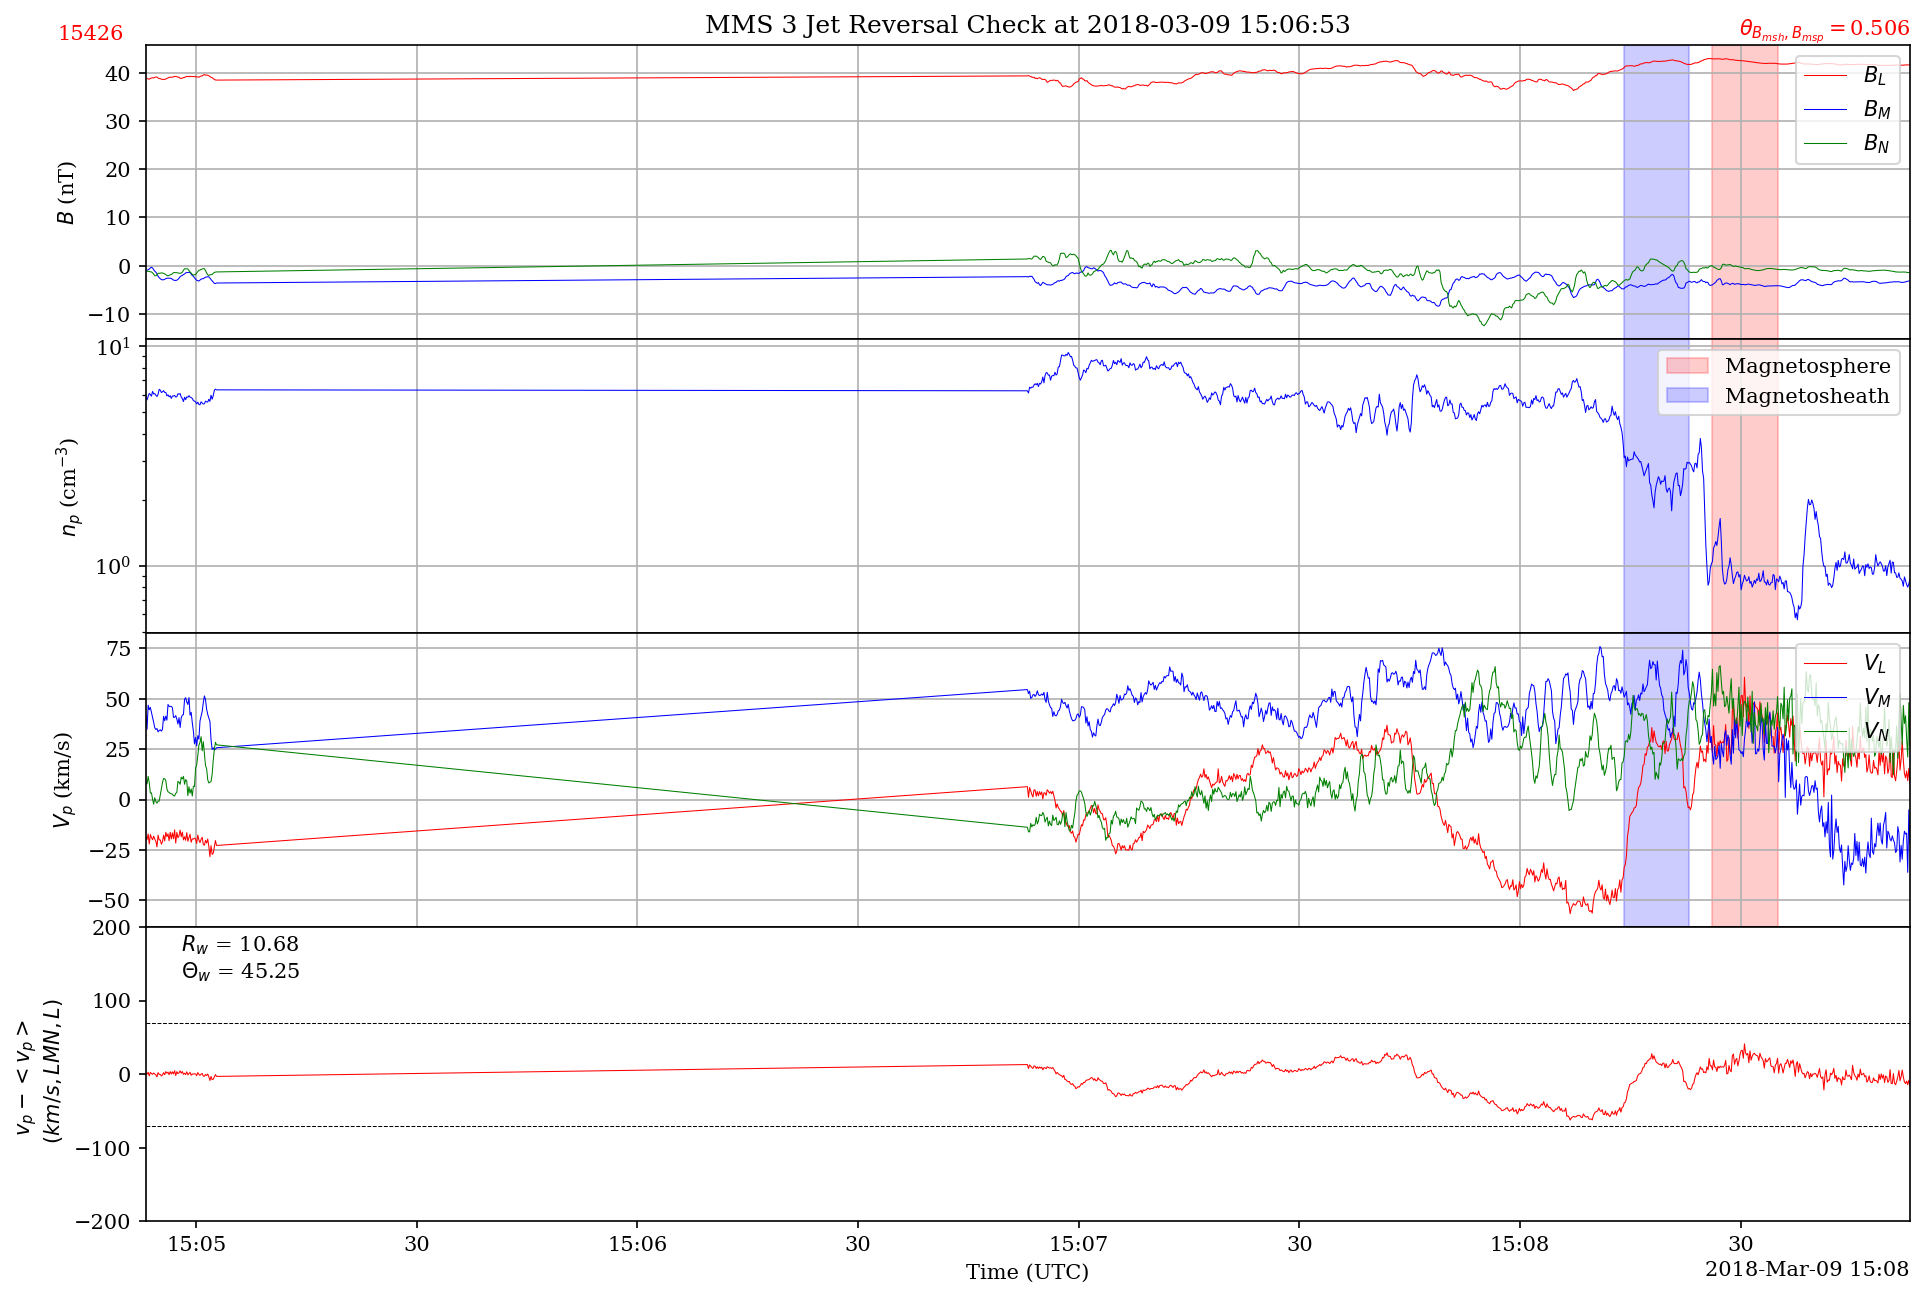 MMS 3 Jet Reversal Check at 2018-03-09 15:06:53
15426
θ_{B_{msh}, B_{msp}} = 0.506
40
30
20
10
0
−10
B (nT)
B_L
B_M
B_N
10^1
10^0
n_p (cm^{−3})
Magnetosphere
Magnetosheath
75
50
25
0
−25
−50
V_p (km/s)
V_L
V_M
V_N
200
100
0
−100
−200
v_p − < v_p >
(km/s, LMN, L)
R_w = 10.68
Θ_w = 45.25
15:05 30 15:06 30 15:07 30 15:08 30
Time (UTC)
2018-Mar-09 15:08